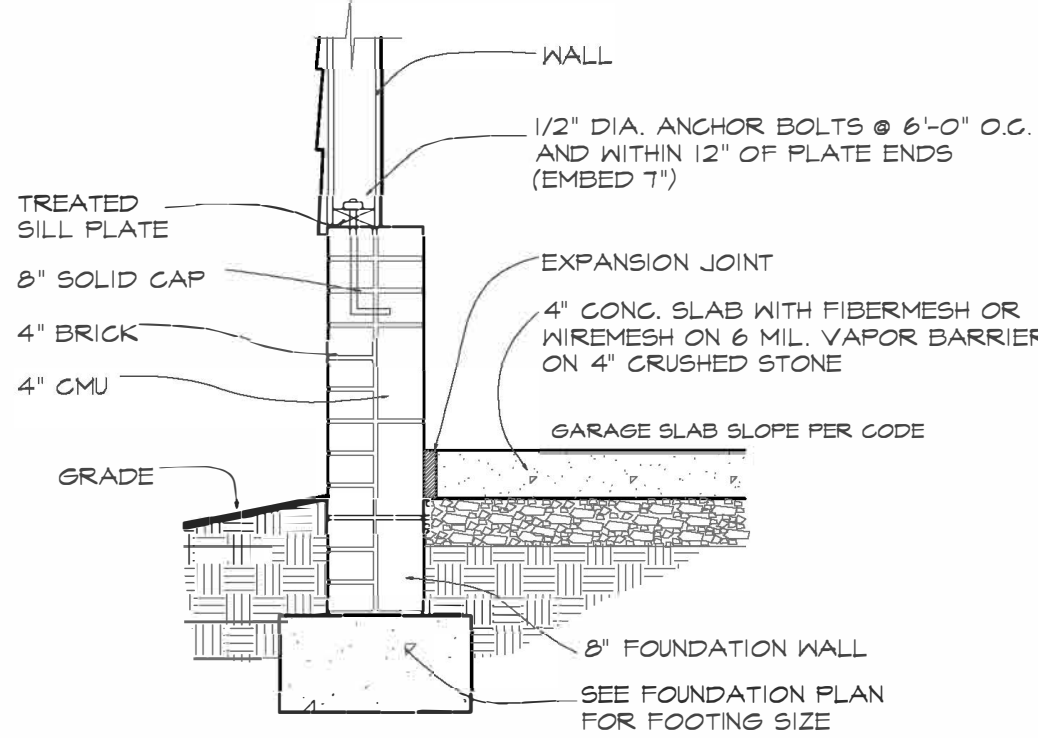 WALL
1/2" DIA. ANCHOR BOLTS @ 6'-0" O.C.
AND WITHIN 12" OF PLATE ENDS
(EMBED 7")
TREATED
SILL PLATE
8" SOLID CAP
EXPANSION JOINT
4" BRICK
4" CONC. SLAB WITH FIBERMESH OR
WIREMESH ON 6 MIL. VAPOR BARRIER
ON 4" CRUSHED STONE
4" CMU
GARAGE SLAB SLOPE PER CODE
GRADE
8" FOUNDATION WALL
SEE FOUNDATION PLAN
FOR FOOTING SIZE